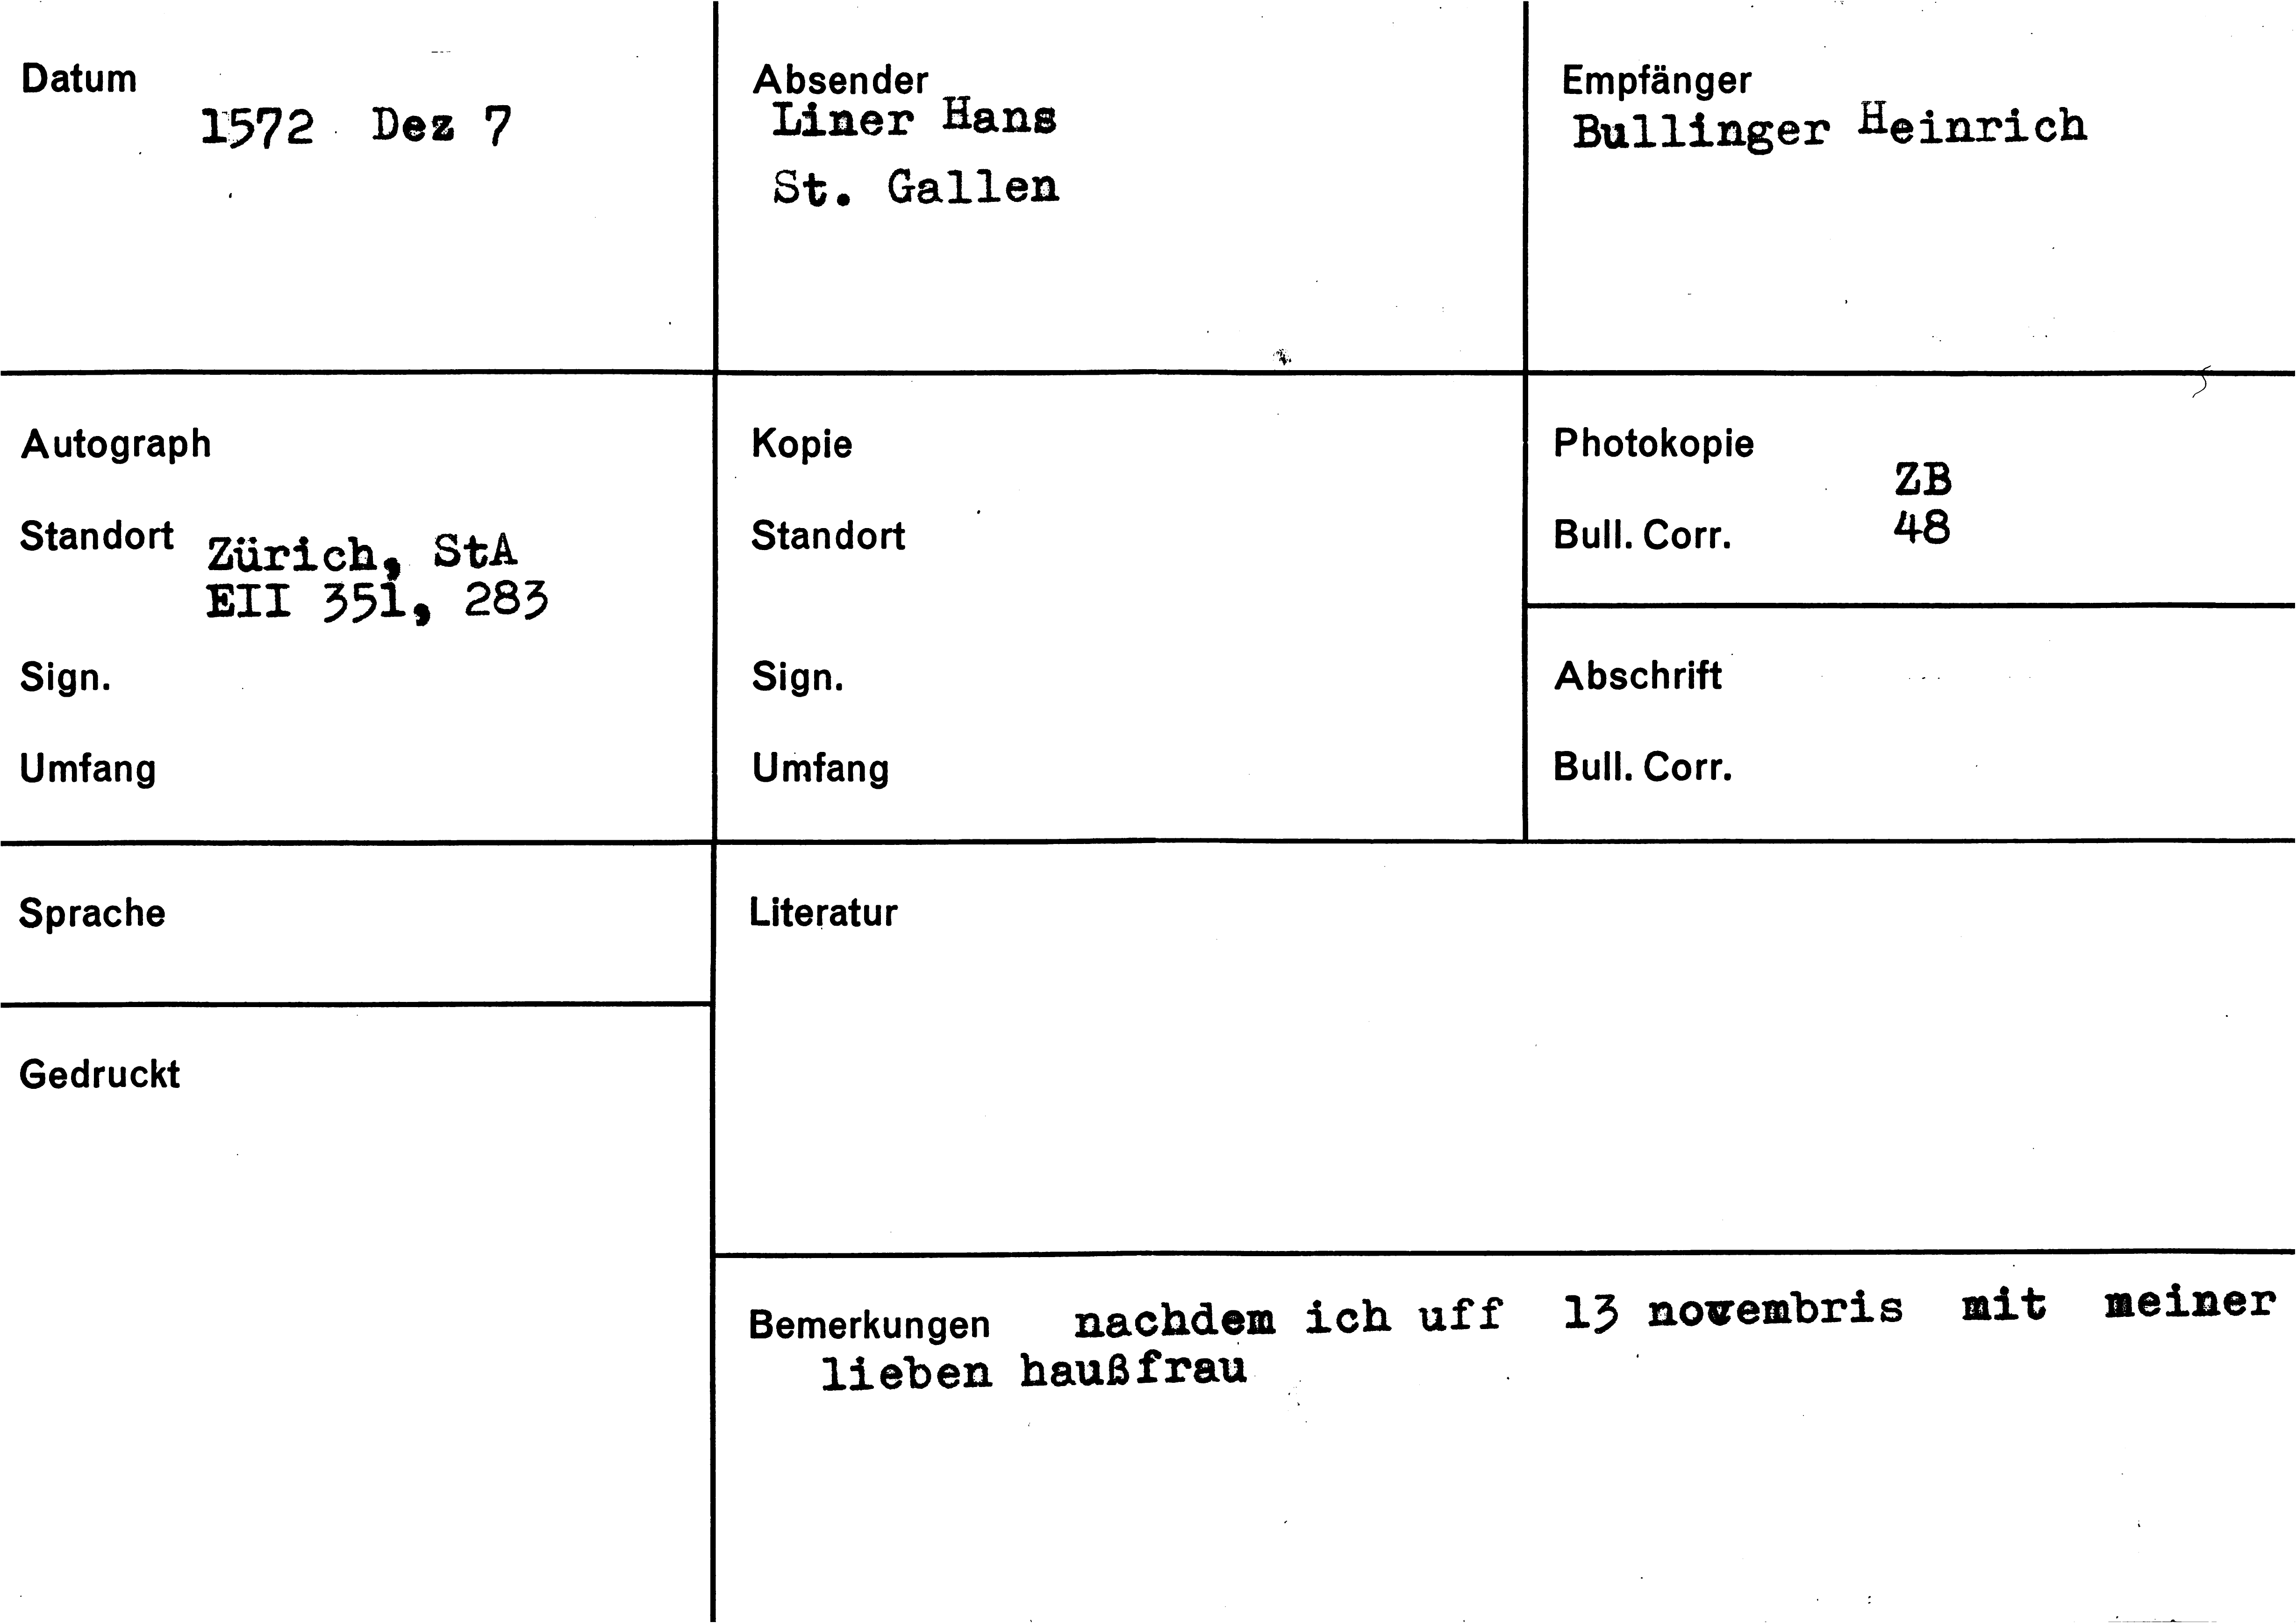 Datum
1572 Dez 7
Absender
Liner Hans
St. Gallen
Empfänger
Bullinger Heinrich
Autograph
Standort Zürich, StA
EII 351, 283
Sign.
Umfang
Kopie
Standort
Sign.
Umfang
Photokopie
ZB
Bull. Corr. 48
Abschrift
Bull. Corr.
Sprache
Gedruckt
Literatur
Bemerkungen nachdem ich uff 13 novembris mit meiner
lieben haußfrau